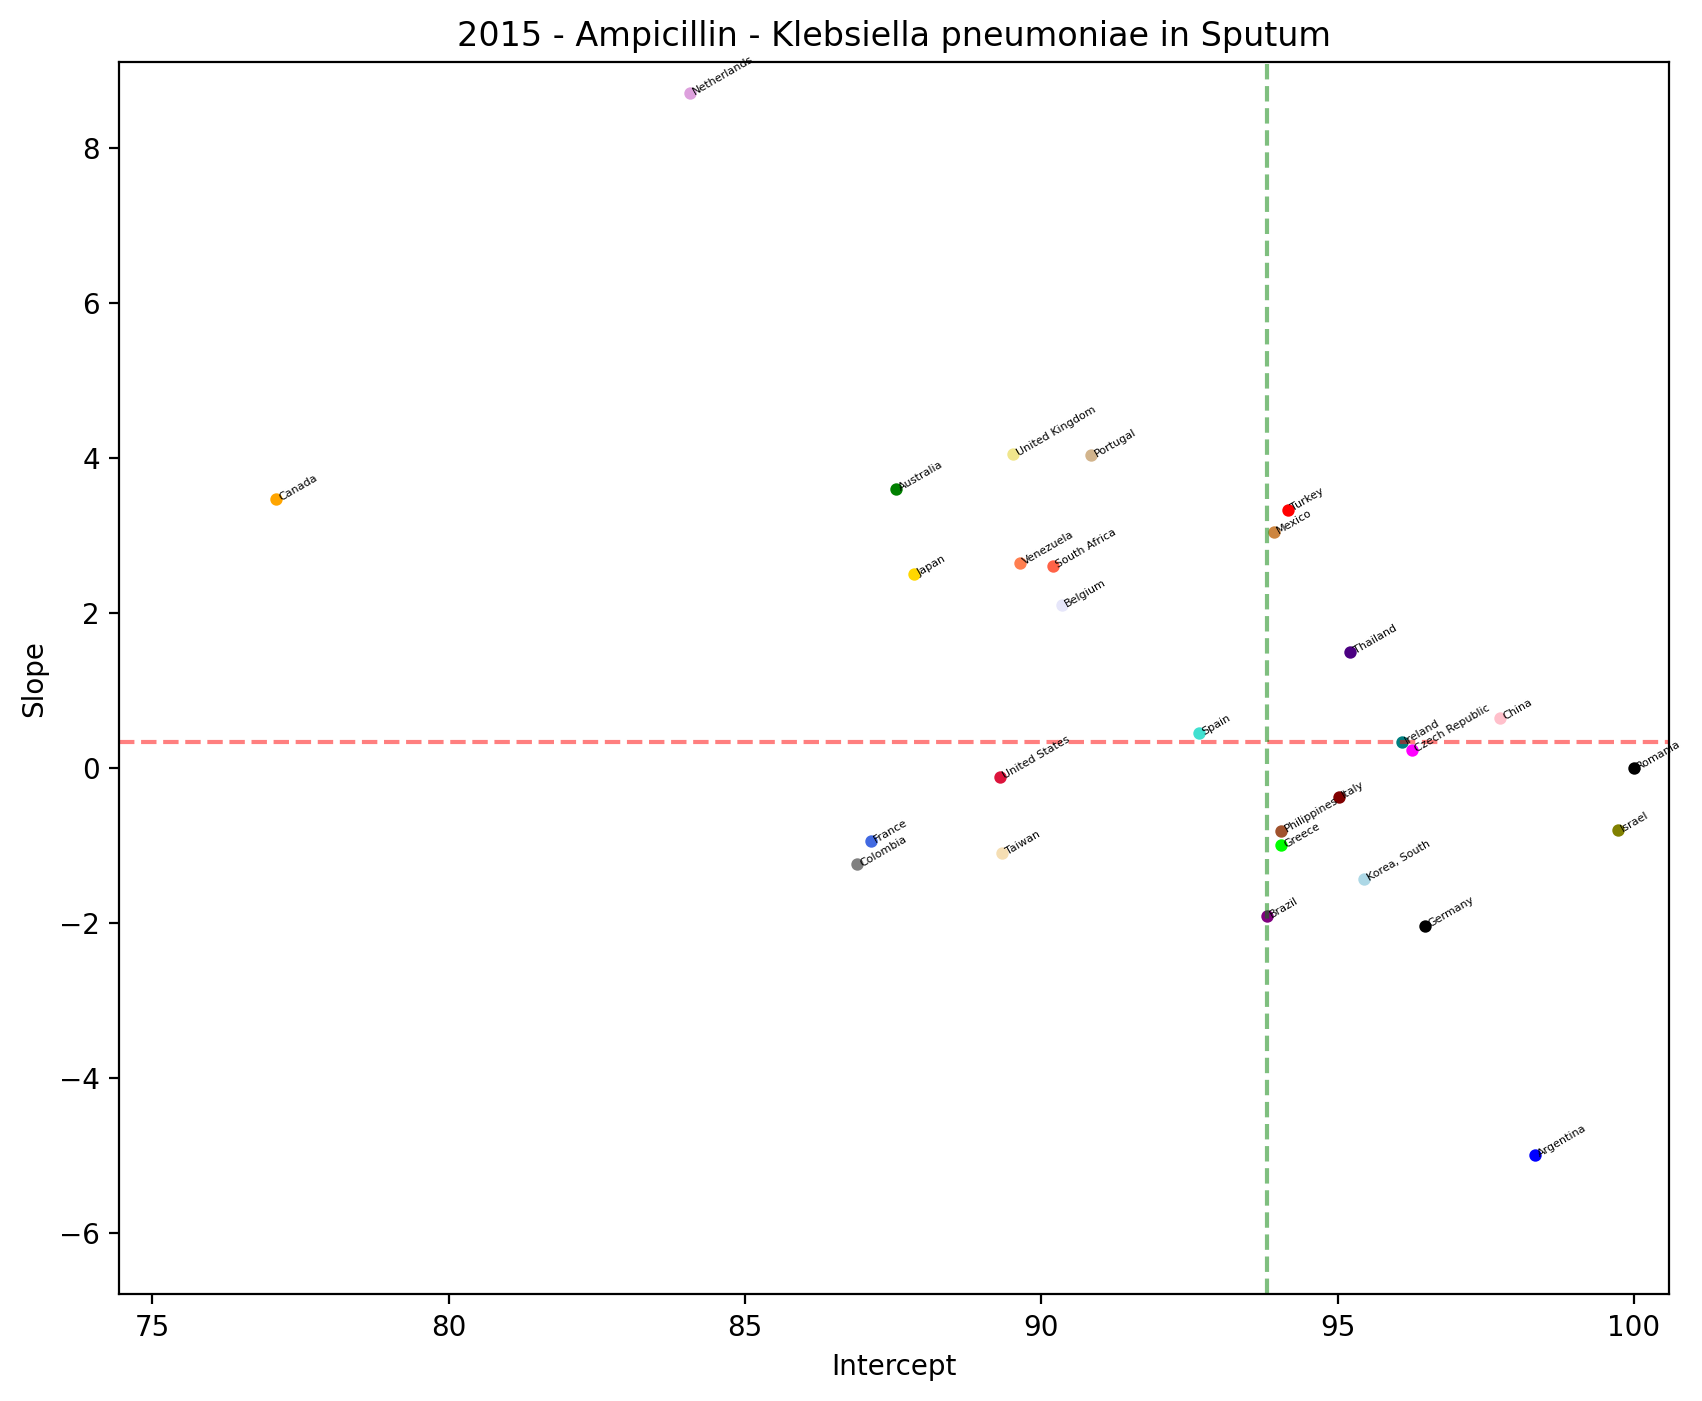 2015 - Ampicillin - Klebsiella pneumoniae in Sputum
Netherlands
8
6
United Kingdom
Portugal
4
Australia
Canada
Turkey
Mexico
Venezuela
South Africa
Japan
Belgium
2
Thailand
China
Spain
Ireland
Czech Republic
United States
Romania
0
Italy
Philippines
Israel
Greece
France
Taiwan
Colombia
Korea, South
Brazil
Germany
−2
−4
Argentina
−6
Slope
75 80 85 90 95 100
Intercept